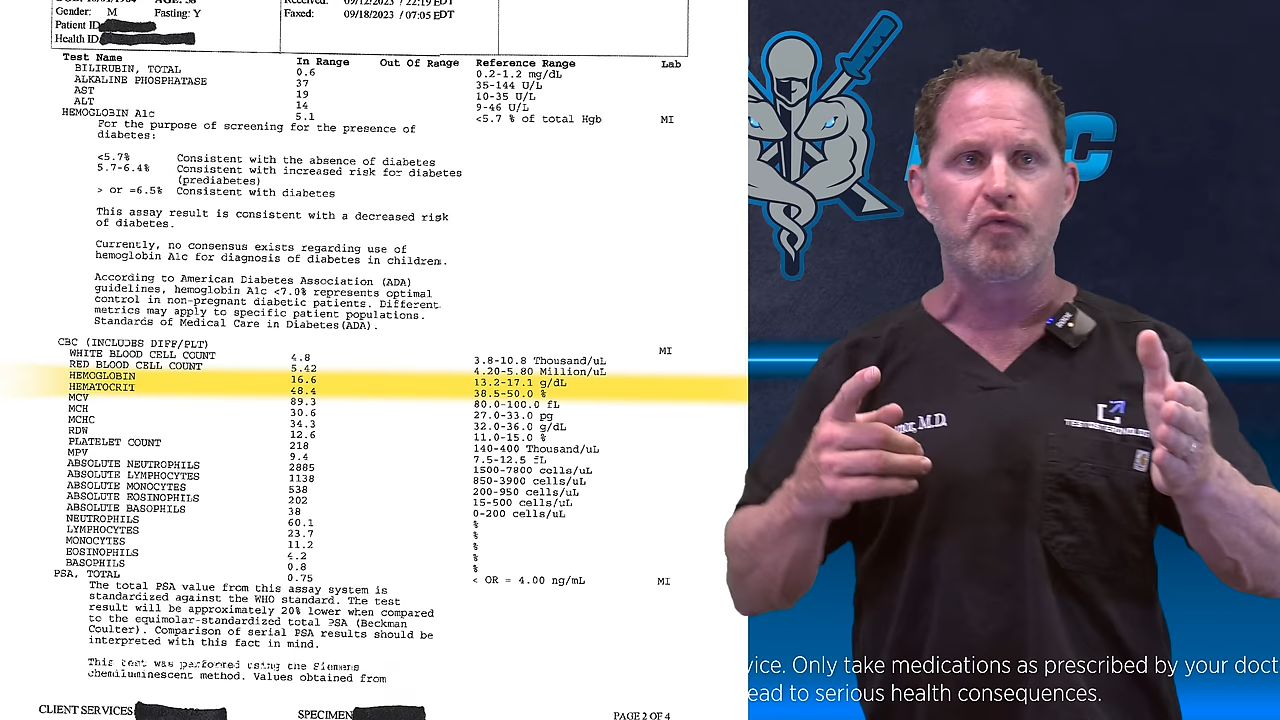 Gender: M Fasting: Y
Received: 09/12/2023 / 22:19 EDT
Faxed: 09/18/2023 / 07:05 EDT
Patient ID
Health ID
Test Name In Range Out Of Range Reference Range Lab
BILIRUBIN, TOTAL 0.6 0.2-1.2 mg/dL
ALKALINE PHOSPHATASE 37 35-144 U/L
AST 19 10-35 U/L
ALT 14 9-46 U/L
HEMOGLOBIN A1c 5.1 <5.7 % of total Hgb MI
For the purpose of screening for the presence of
diabetes:
<5.7% Consistent with the absence of diabetes
5.7-6.4% Consistent with increased risk for diabetes
(prediabetes)
> or =6.5% Consistent with diabetes
This assay result is consistent with a decreased risk
of diabetes.
Currently, no consensus exists regarding use of
hemoglobin A1c for diagnosis of diabetes in children.
According to American Diabetes Association (ADA)
guidelines, hemoglobin A1c <7.0% represents optimal
control in non-pregnant diabetic patients. Different
metrics may apply to specific patient populations.
Standards of Medical Care in Diabetes(ADA).
CBC (INCLUDES DIFF/PLT) MI
WHITE BLOOD CELL COUNT 4.8 3.8-10.8 Thousand/uL
RED BLOOD CELL COUNT 5.42 4.20-5.80 Million/uL
HEMOGLOBIN 16.6 13.2-17.1 g/dL
HEMATOCRIT 48.4 38.5-50.0 %
MCV 89.3 80.0-100.0 fL
MCH 30.6 27.0-33.0 pg
MCHC 34.3 32.0-36.0 g/dL
RDW 12.6 11.0-15.0 %
PLATELET COUNT 218 140-400 Thousand/uL
MPV 9.4 7.5-12.5 fL
ABSOLUTE NEUTROPHILS 2885 1500-7800 cells/uL
ABSOLUTE LYMPHOCYTES 1138 850-3900 cells/uL
ABSOLUTE MONOCYTES 538 200-950 cells/uL
ABSOLUTE EOSINOPHILS 202 15-500 cells/uL
ABSOLUTE BASOPHILS 38 0-200 cells/uL
NEUTROPHILS 60.1 %
LYMPHOCYTES 23.7 %
MONOCYTES 11.2 %
EOSINOPHILS 4.2 %
BASOPHILS 0.8 %
PSA, TOTAL 0.75 < OR = 4.00 ng/mL MI
The total PSA value from this assay system is
standardized against the WHO standard. The test
result will be approximately 20% lower when compared
to the equimolar-standardized total PSA (Beckman
Coulter). Comparison of serial PSA results should be
interpreted with this fact in mind.
This test was performed using the Siemens
chemiluminescent method. Values obtained from
CLIENT SERVICES SPECIMEN PAGE 2 OF 4
C
M.D.
RODE
vice. Only take medications as prescribed by your doct
ead to serious health consequences.